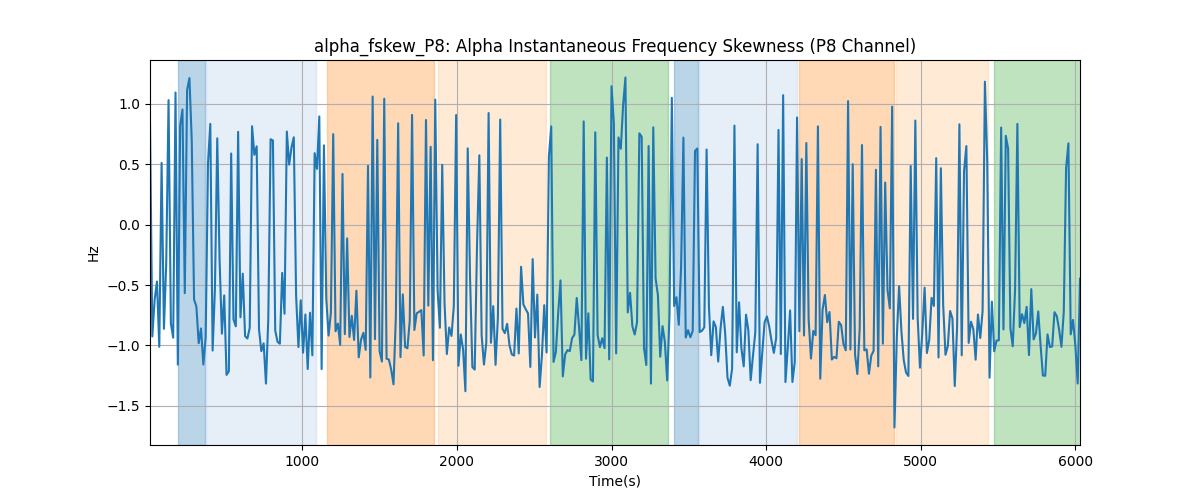 alpha_fskew_P8: Alpha Instantaneous Frequency Skewness (P8 Channel)
1.0
0.5
0.0
−0.5
−1.0
−1.5
Hz
1000 2000 3000 4000 5000 6000
Time(s)